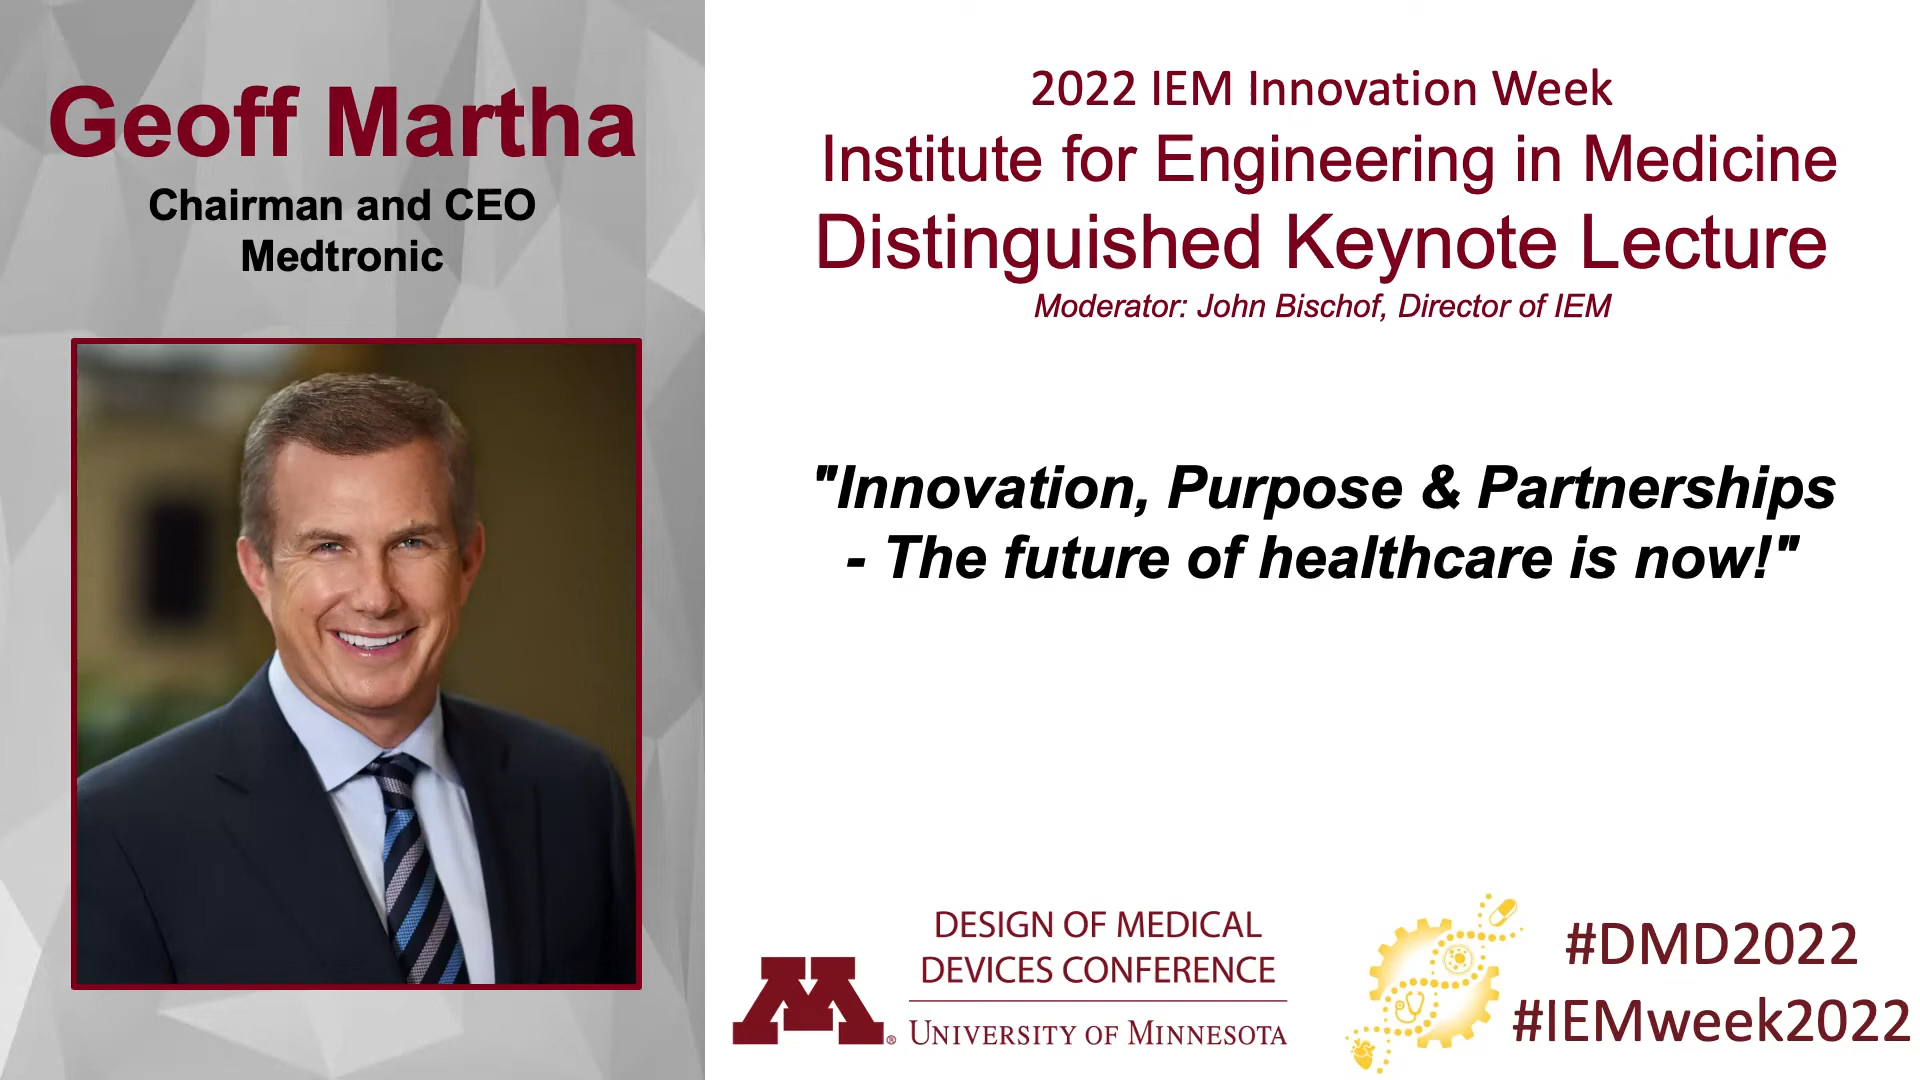 Geoff Martha
Chairman and CEO
Medtronic
2022 IEM Innovation Week
Institute for Engineering in Medicine
Distinguished Keynote Lecture
Moderator: John Bischof, Director of IEM
"Innovation, Purpose & Partnerships
- The future of healthcare is now!"
M®
DESIGN OF MEDICAL
DEVICES CONFERENCE
UNIVERSITY OF MINNESOTA
#DMD2022
#IEMweek2022